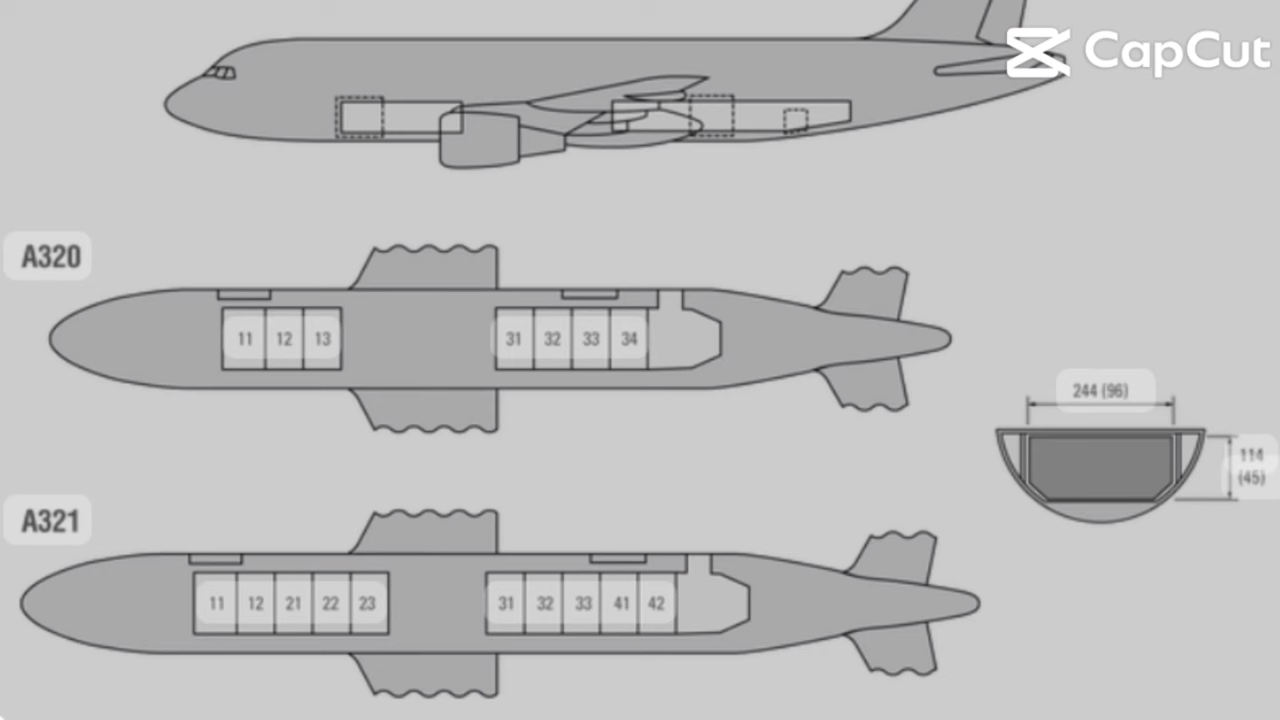 CapCut
A320
11 12 13 31 32 33 34
244 (96)
114
(45)
A321
11 12 21 22 23 31 32 33 41 42